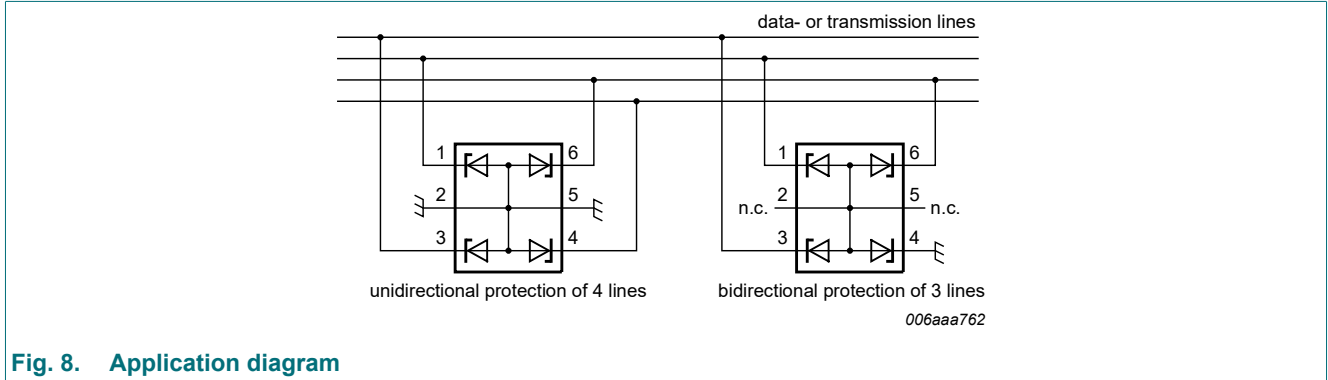 data- or transmission lines
1 6 1 6
2 5 n.c. 2 5 n.c.
3 4 3 4
unidirectional protection of 4 lines
bidirectional protection of 3 lines
006aaa762
Fig. 8. Application diagram